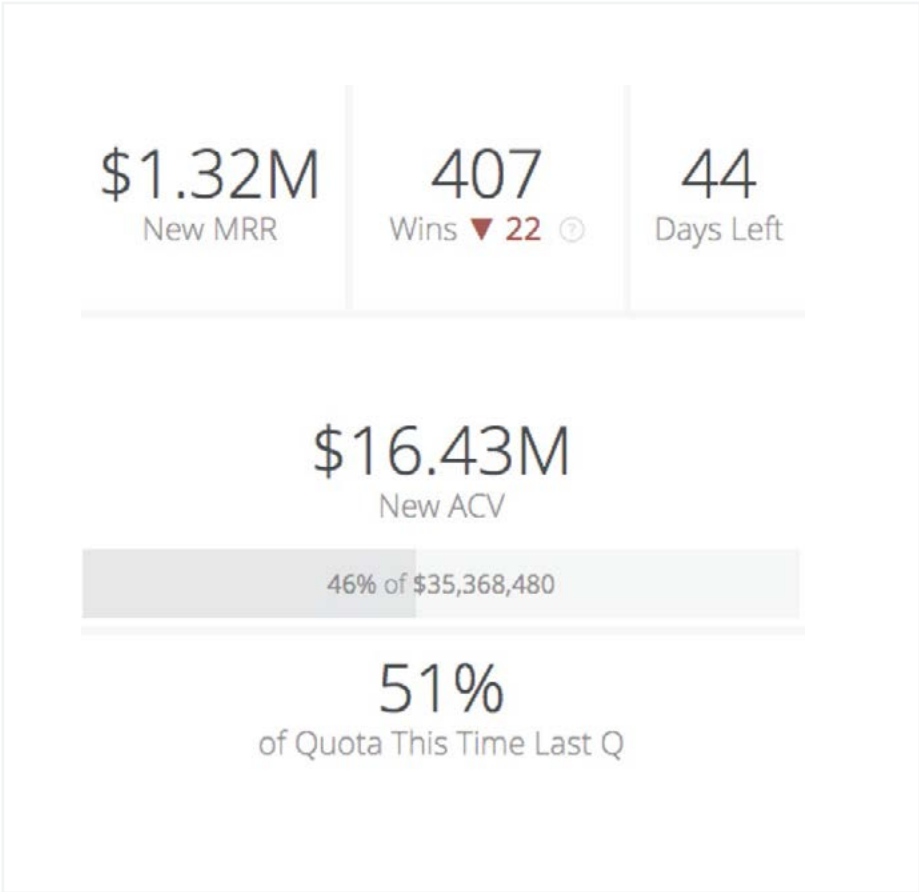 $1.32M
New MRR
407
Wins ▼ 22 ?
44
Days Left
$16.43M
New ACV
46% of $35,368,480
51%
of Quota This Time Last Q